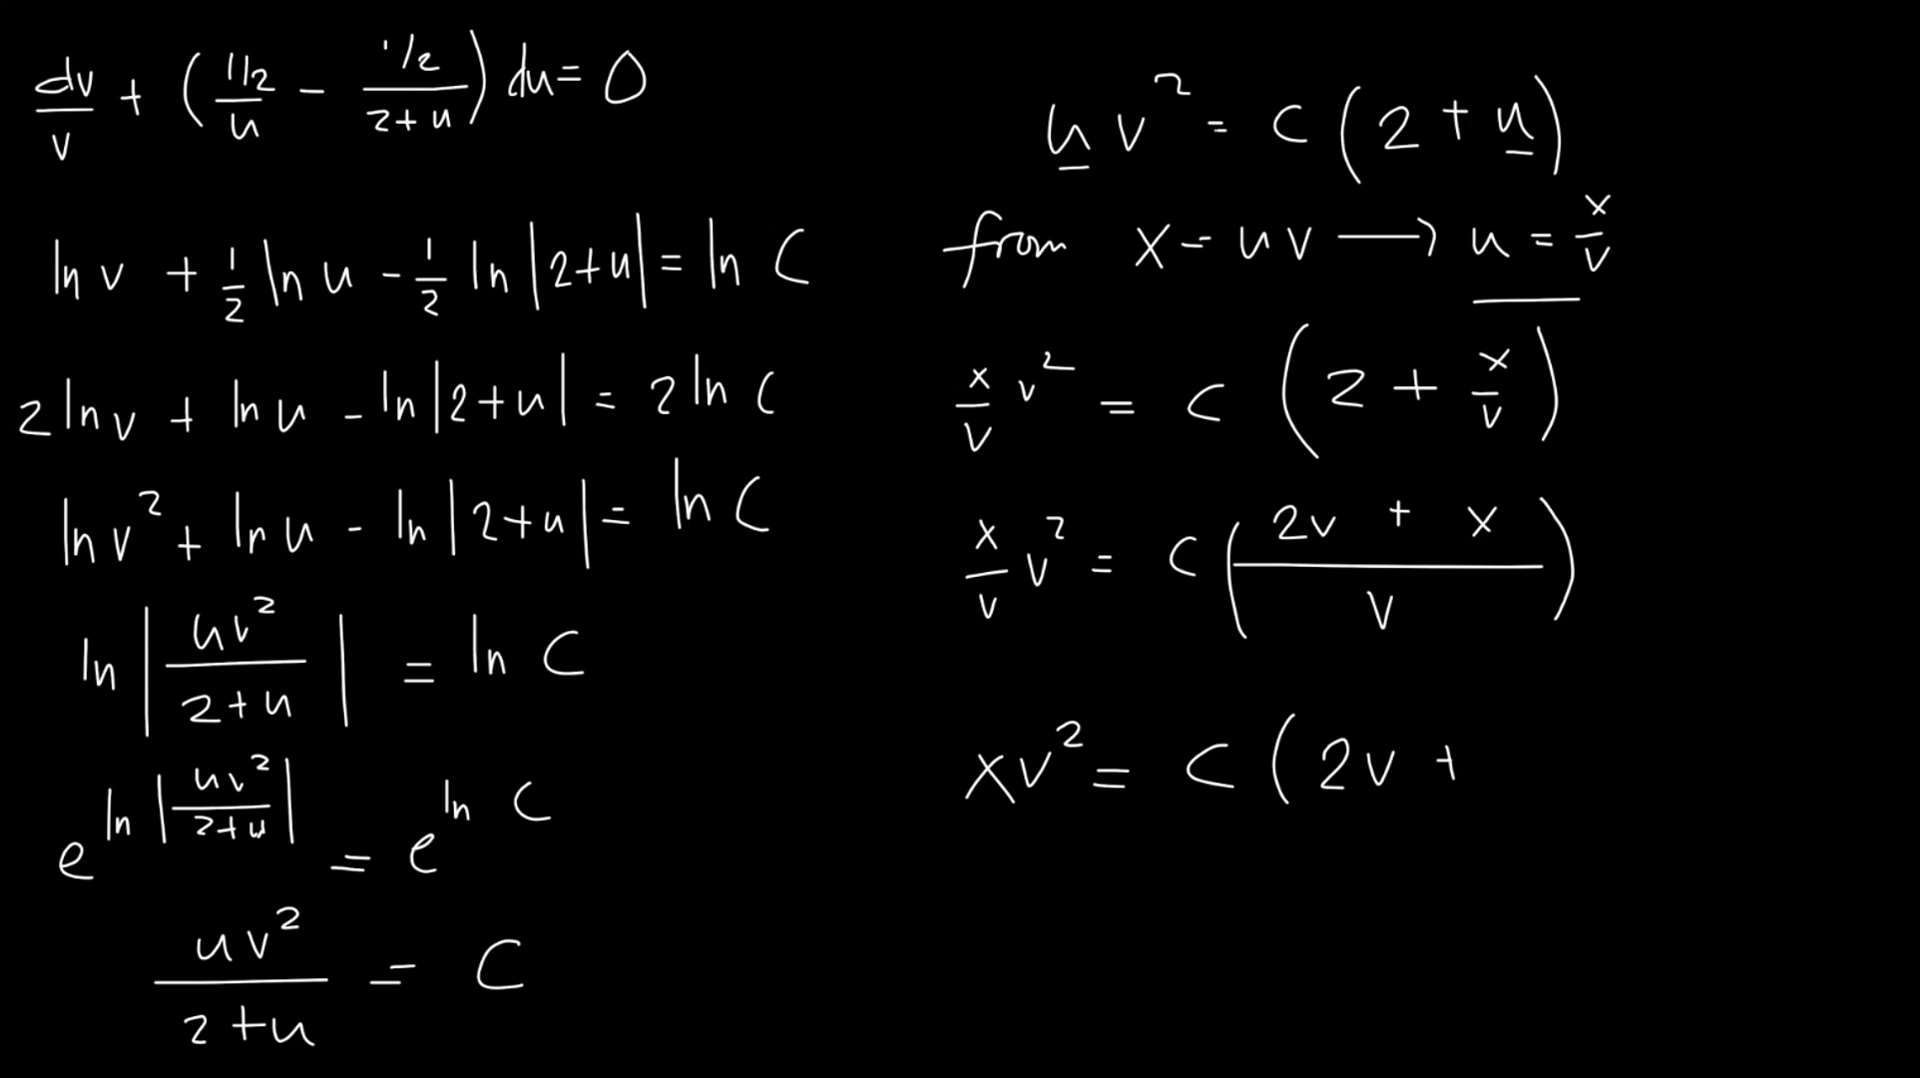 dv/v + ( 1/2/u - 1/2/2+u ) du = 0
ln v + 1/2 ln u - 1/2 ln |2+u| = ln C
2 ln v + ln u - ln |2+u| = 2 ln C
ln v² + ln u - ln |2+u| = ln C
ln | uv²/2+u | = ln C
e^ln | uv²/2+u | = e^ln C
uv²/2+u = C
u v² = C ( 2 + u )
from x = uv → u = x/v
x/v v² = C ( 2 + x/v )
x/v v² = C ( 2v + x / v )
xv² = C ( 2v +